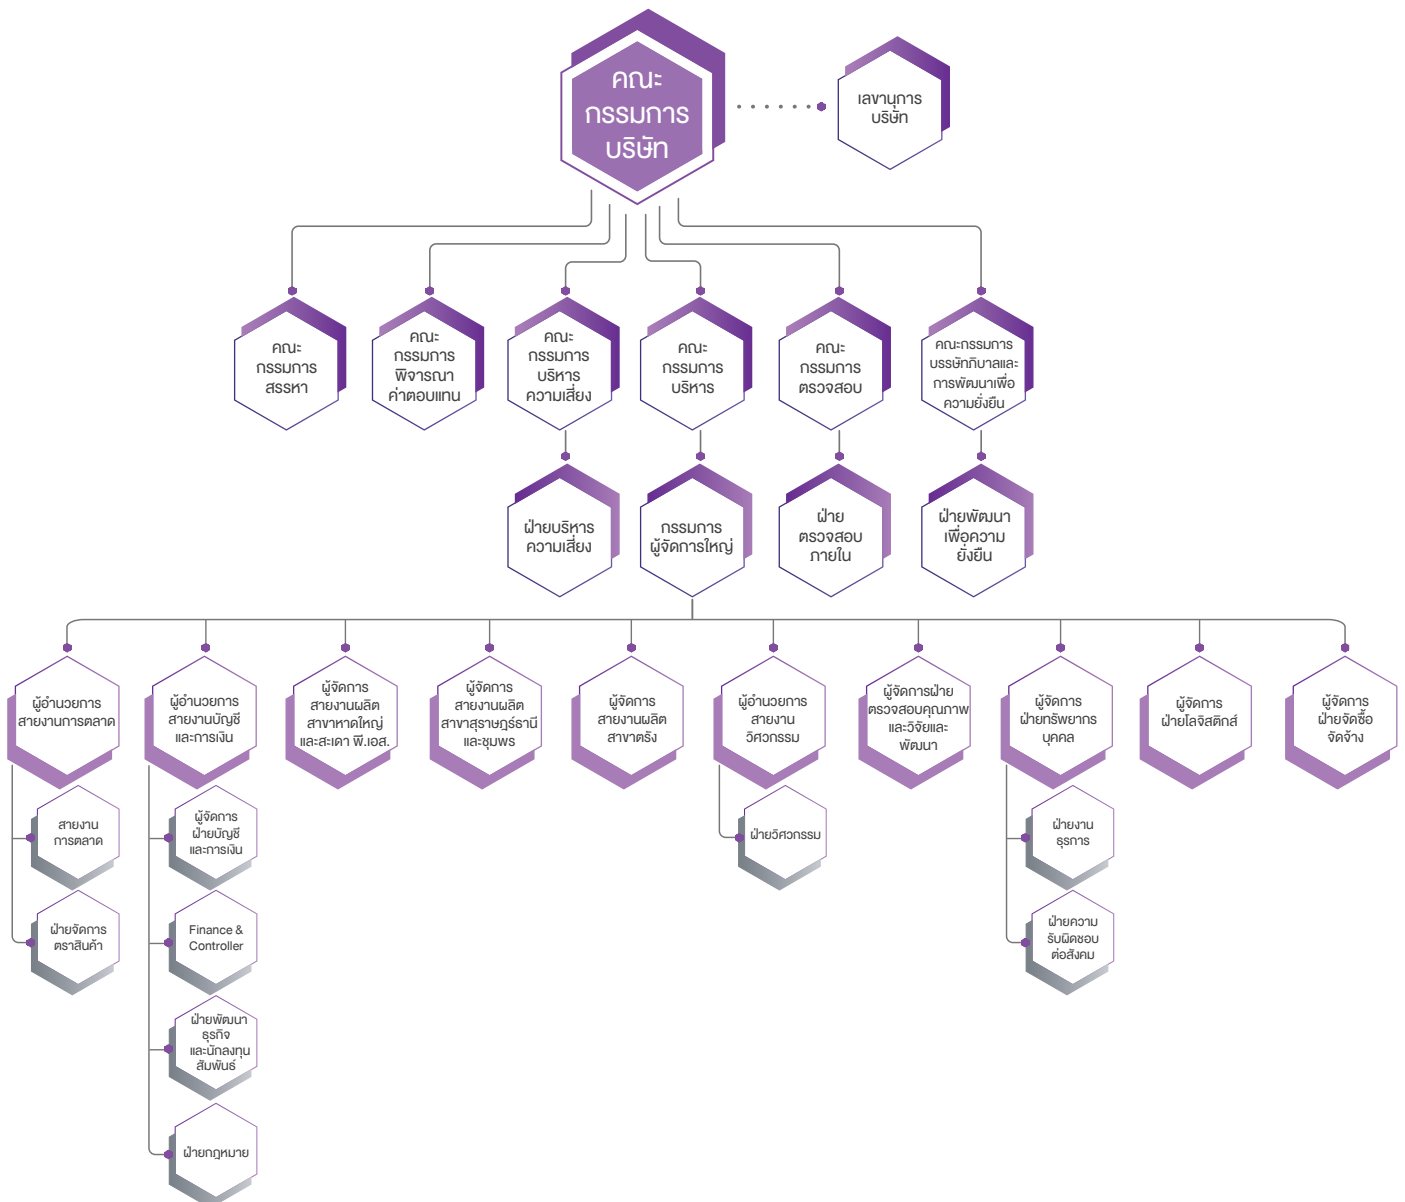 คณะ
กรรมการ
บริษัท
เลขานุการ
บริษัท
คณะ
กรรมการ
สรรหา
คณะ
กรรมการ
พิจารณา
ค่าตอบแทน
คณะ
กรรมการ
บริหาร
ความเสี่ยง
คณะ
กรรมการ
บริหาร
คณะ
กรรมการ
ตรวจสอบ
คณะกรรมการ
บรรษัทภิบาลและ
การพัฒนาเพื่อ
ความยั่งยืน
ฝ่ายบริหาร
ความเสี่ยง
กรรมการ
ผู้จัดการใหญ่
ฝ่าย
ตรวจสอบ
ภายใน
ฝ่ายพัฒนา
เพื่อความ
ยั่งยืน
ผู้อำนวยการ
สายงานการตลาด
ผู้อำนวยการ
สายงานบัญชี
และการเงิน
ผู้จัดการ
สายงานผลิต
สาขาหาดใหญ่
และสะเดา พี.เอส.
ผู้จัดการ
สายงานผลิต
สาขาสุราษฎร์ธานี
และชุมพร
ผู้จัดการ
สายงานผลิต
สาขาตรัง
ผู้อำนวยการ
สายงาน
วิศวกรรม
ผู้จัดการฝ่าย
ตรวจสอบคุณภาพ
และวิจัยและ
พัฒนา
ผู้จัดการ
ฝ่ายทรัพยากร
บุคคล
ผู้จัดการ
ฝ่ายโลจิสติกส์
ผู้จัดการ
ฝ่ายจัดซื้อ
จัดจ้าง
สายงาน
การตลาด
ฝ่ายจัดการ
ตราสินค้า
ผู้จัดการ
ฝ่ายบัญชี
และการเงิน
Finance &
Controller
ฝ่ายพัฒนา
ธุรกิจ
และนักลงทุน
สัมพันธ์
ฝ่ายกฎหมาย
ฝ่ายวิศวกรรม
ฝ่ายงาน
ธุรการ
ฝ่ายความ
รับผิดชอบ
ต่อสังคม